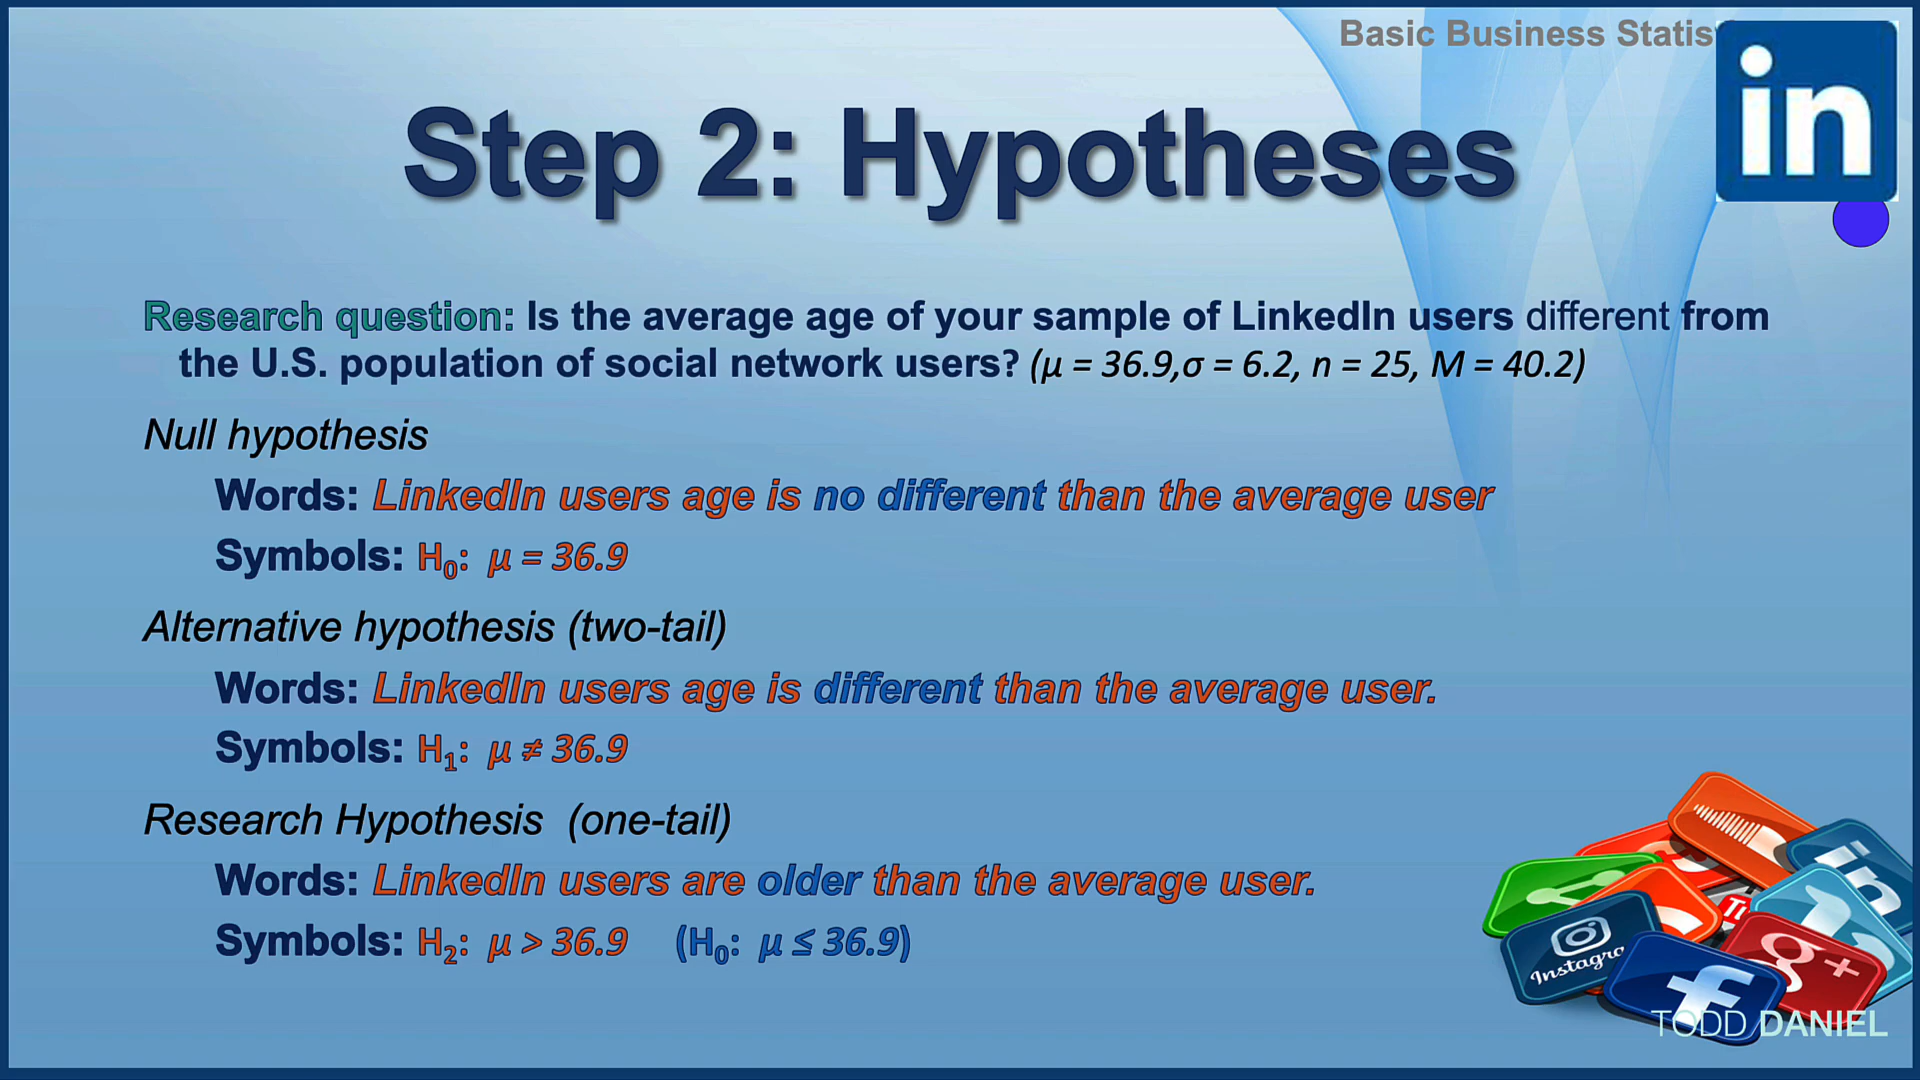 Basic Business Statis
in
Step 2: Hypotheses
Research question: Is the average age of your sample of LinkedIn users different from
the U.S. population of social network users? (μ = 36.9,σ = 6.2, n = 25, M = 40.2)
Null hypothesis
Words: LinkedIn users age is no different than the average user
Symbols: H₀: μ = 36.9
Alternative hypothesis (two-tail)
Words: LinkedIn users age is different than the average user.
Symbols: H₁: μ ≠ 36.9
Research Hypothesis (one-tail)
Words: LinkedIn users are older than the average user.
Symbols: H₂: μ > 36.9 (H₀: μ ≤ 36.9)
in
Instagra
g+
f
TODD DANIEL